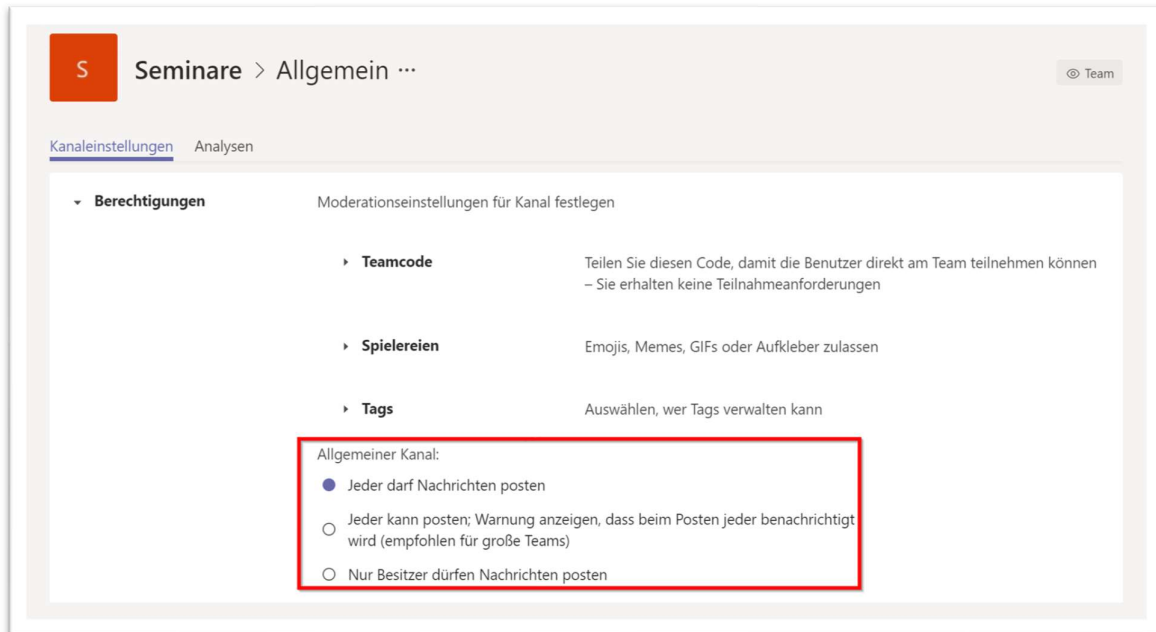 S
Seminare > Allgemein ···
Team
Kanaleinstellungen Analysen
Berechtigungen Moderationseinstellungen für Kanal festlegen
Teamcode Teilen Sie diesen Code, damit die Benutzer direkt am Team teilnehmen können
– Sie erhalten keine Teilnahmeanforderungen
Spielereien Emojis, Memes, GIFs oder Aufkleber zulassen
Tags Auswählen, wer Tags verwalten kann
Allgemeiner Kanal:
Jeder darf Nachrichten posten
Jeder kann posten; Warnung anzeigen, dass beim Posten jeder benachrichtigt
wird (empfohlen für große Teams)
Nur Besitzer dürfen Nachrichten posten